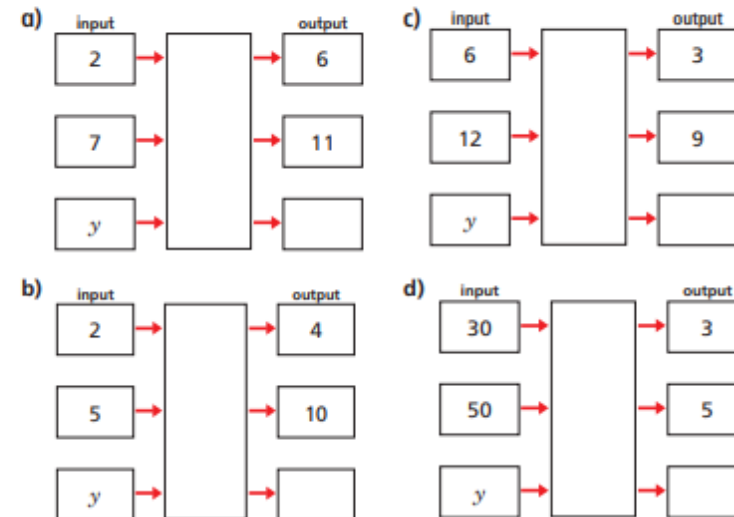 a)
input output
2 6
7 11
y
b)
input output
2 4
5 10
y
c)
input output
6 3
12 9
y
d)
input output
30 3
50 5
y